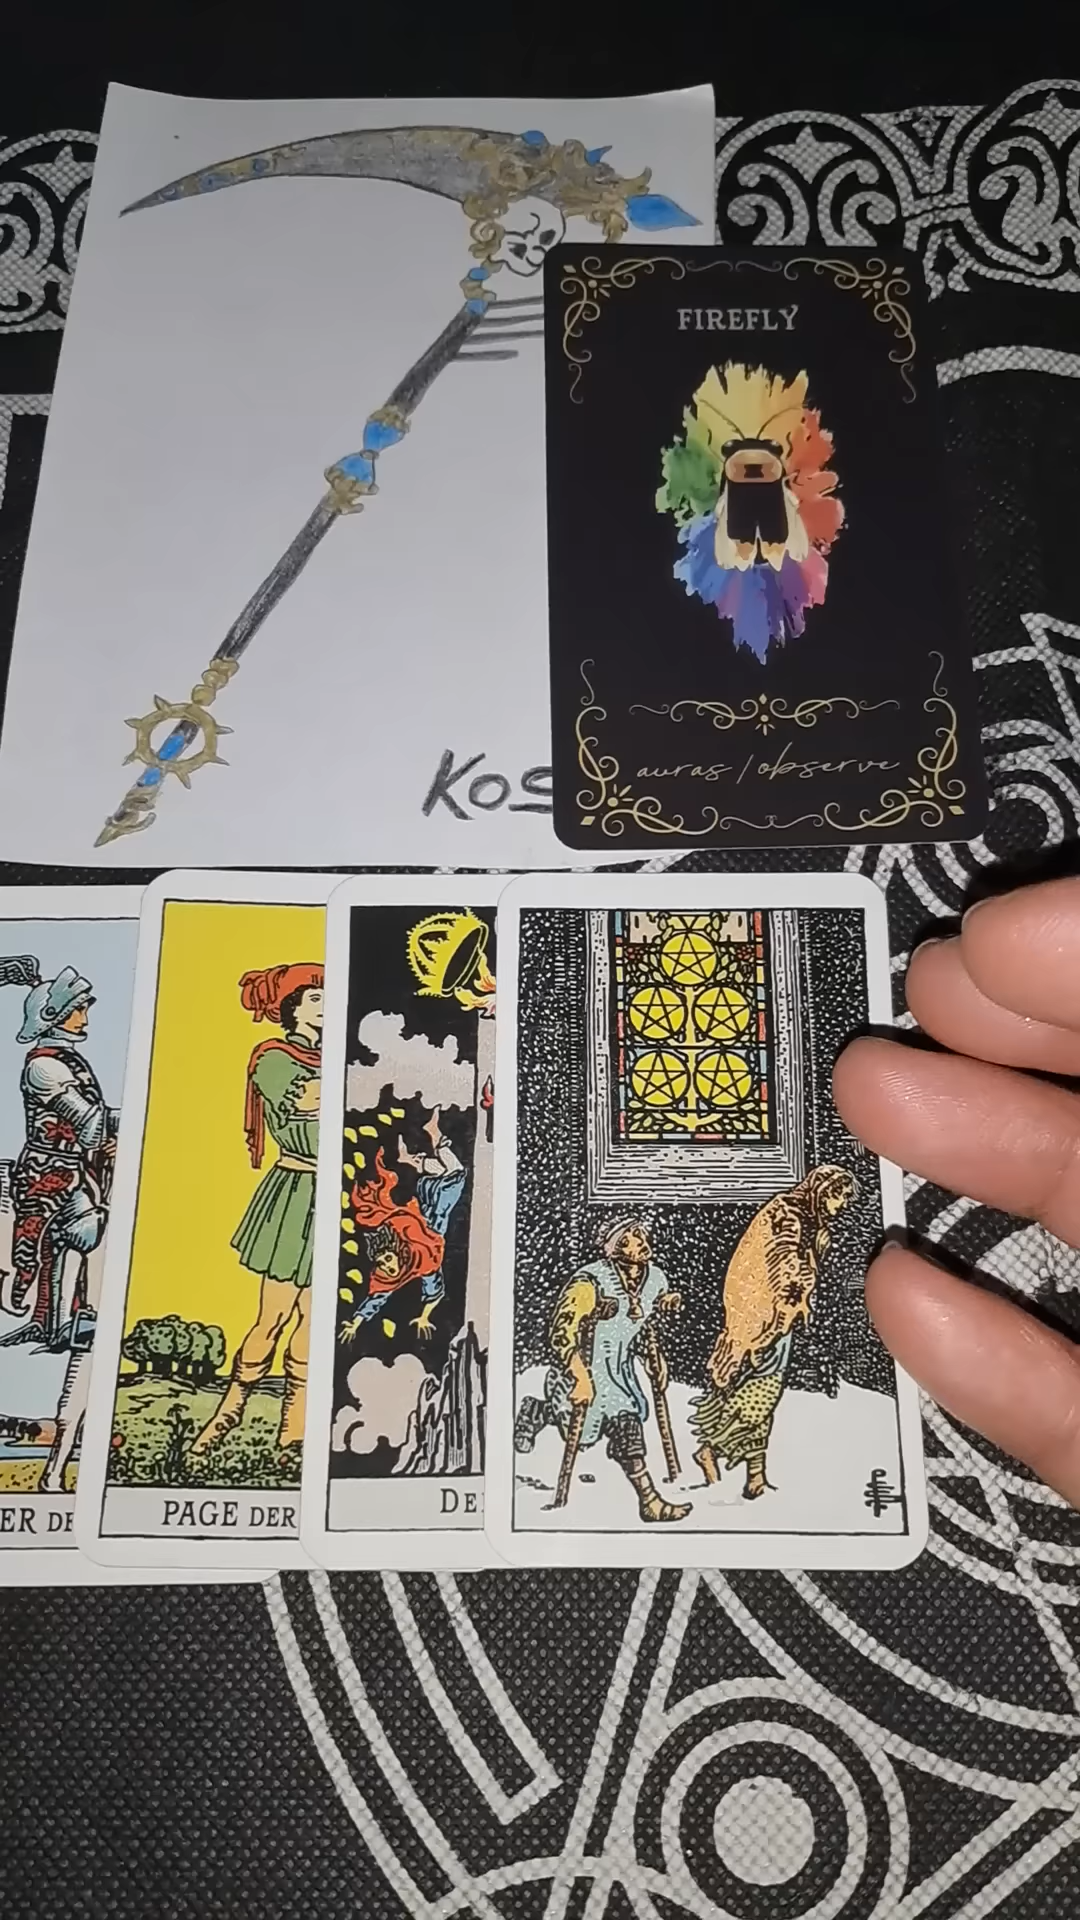 FIREFLY
KOS
auras / observe
ER DE
PAGE DER
DE